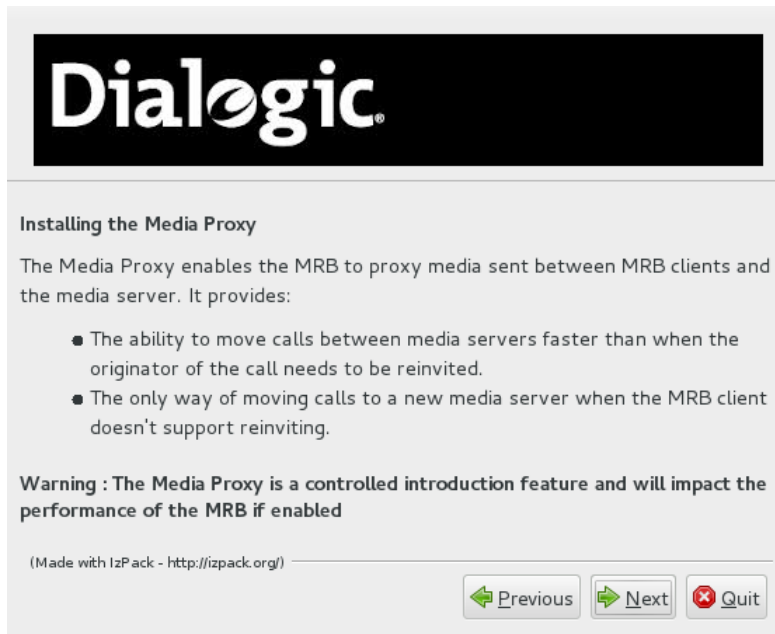 Dialogic®
Installing the Media Proxy
The Media Proxy enables the MRB to proxy media sent between MRB clients and
the media server. It provides:
● The ability to move calls between media servers faster than when the
originator of the call needs to be reinvited.
● The only way of moving calls to a new media server when the MRB client
doesn't support reinviting.
Warning : The Media Proxy is a controlled introduction feature and will impact the
performance of the MRB if enabled
(Made with IzPack - http://izpack.org/)
Previous Next Quit